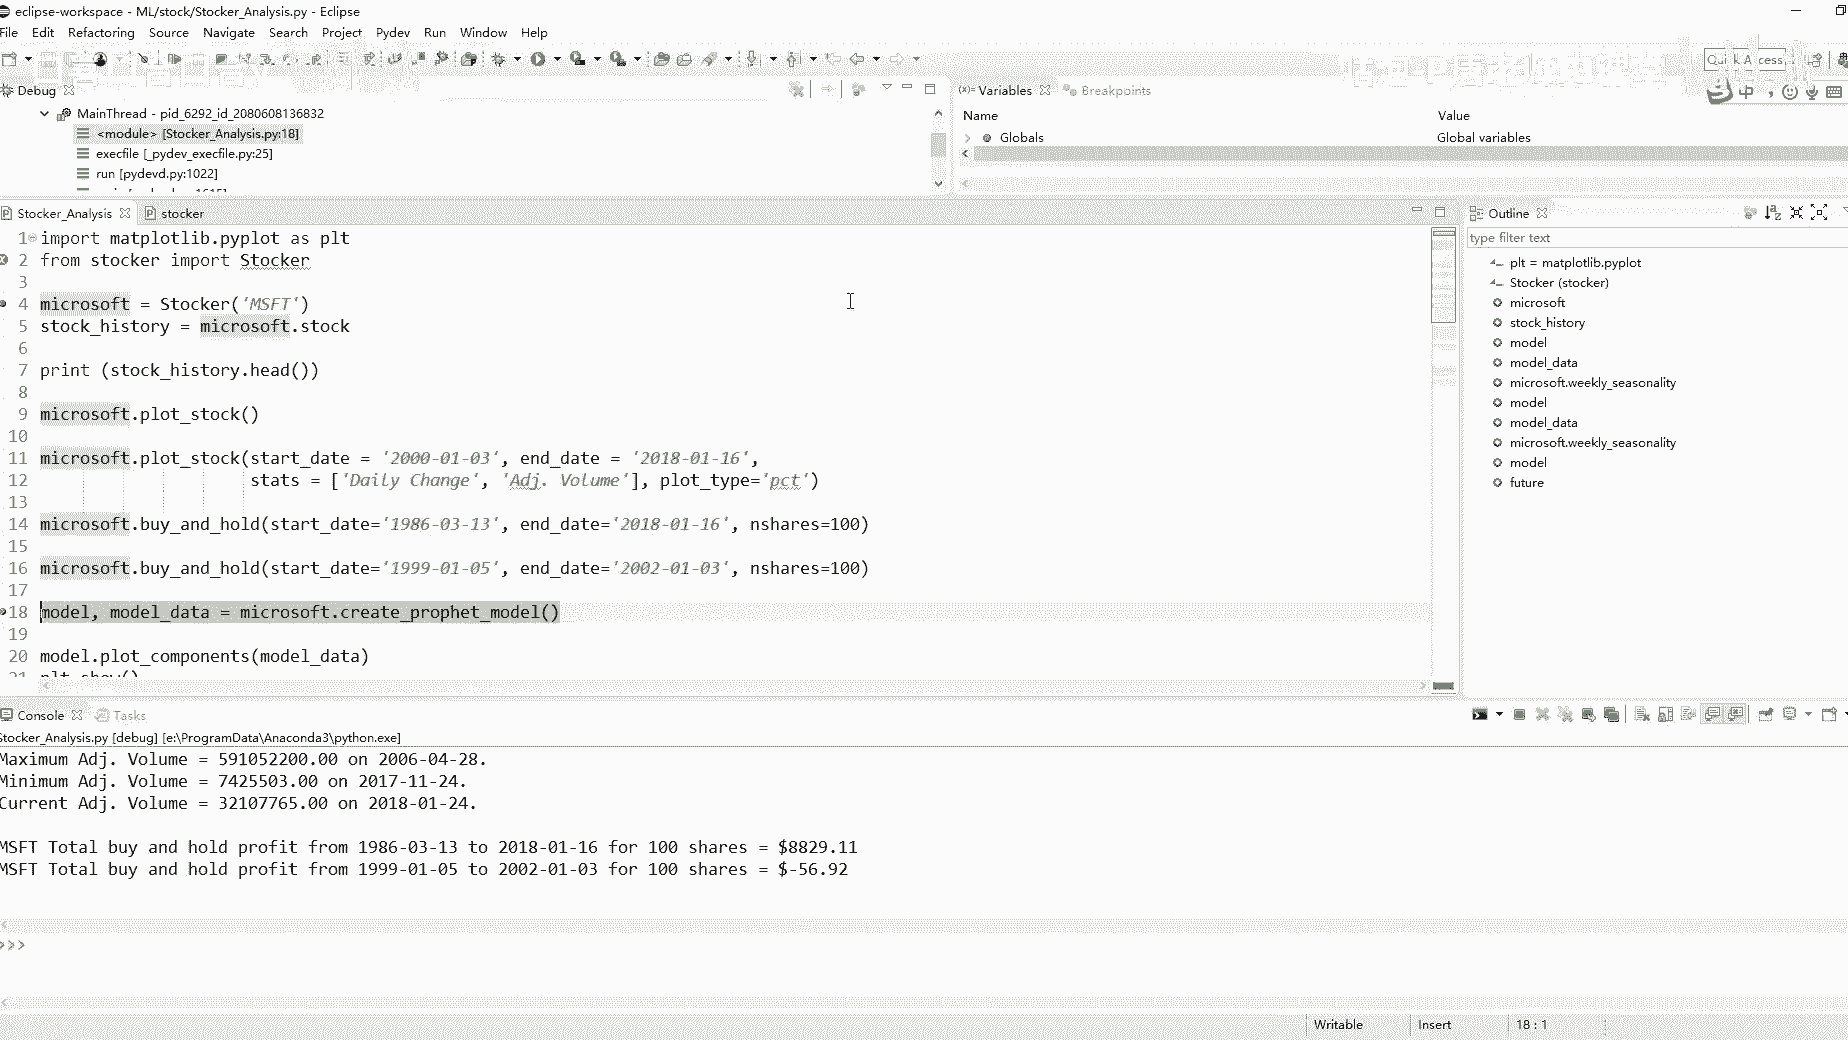 eclipse-workspace - ML/stock/Stocker_Analysis.py - Eclipse
File Edit Refactoring Source Navigate Search Project Pydev Run Window Help
Debug
MainThread - pid_6292_id_2080608136832
<module> [Stocker_Analysis.py:18]
execfile [_pydev_execfile.py:25]
run [pydevd.py:1022]
(x)= Variables Breakpoints
Name Value
Globals Global variables
Stocker_Analysis stocker
1 import matplotlib.pyplot as plt
2 from stocker import Stocker
3
4 microsoft = Stocker('MSFT')
5 stock_history = microsoft.stock
6
7 print (stock_history.head())
8
9 microsoft.plot_stock()
10
11 microsoft.plot_stock(start_date = '2000-01-03', end_date = '2018-01-16',
12 stats = ['Daily Change', 'Adj. Volume'], plot_type='pct')
13
14 microsoft.buy_and_hold(start_date='1986-03-13', end_date='2018-01-16', nshares=100)
15
16 microsoft.buy_and_hold(start_date='1999-01-05', end_date='2002-01-03', nshares=100)
17
18 model, model_data = microsoft.create_prophet_model()
19
20 model.plot_components(model_data)
21 plt.show()
Outline
type filter text
plt = matplotlib.pyplot
Stocker (stocker)
microsoft
stock_history
model
model_data
microsoft.weekly_seasonality
model
model_data
microsoft.weekly_seasonality
model
future
Console Tasks
Stocker_Analysis.py [debug] [e:\ProgramData\Anaconda3\python.exe]
Maximum Adj. Volume = 591052200.00 on 2006-04-28.
Minimum Adj. Volume = 7425503.00 on 2017-11-24.
Current Adj. Volume = 32107765.00 on 2018-01-24.
MSFT Total buy and hold profit from 1986-03-13 to 2018-01-16 for 100 shares = $8829.11
MSFT Total buy and hold profit from 1999-01-05 to 2002-01-03 for 100 shares = $-56.92
>>>
Writable Insert 18 : 1